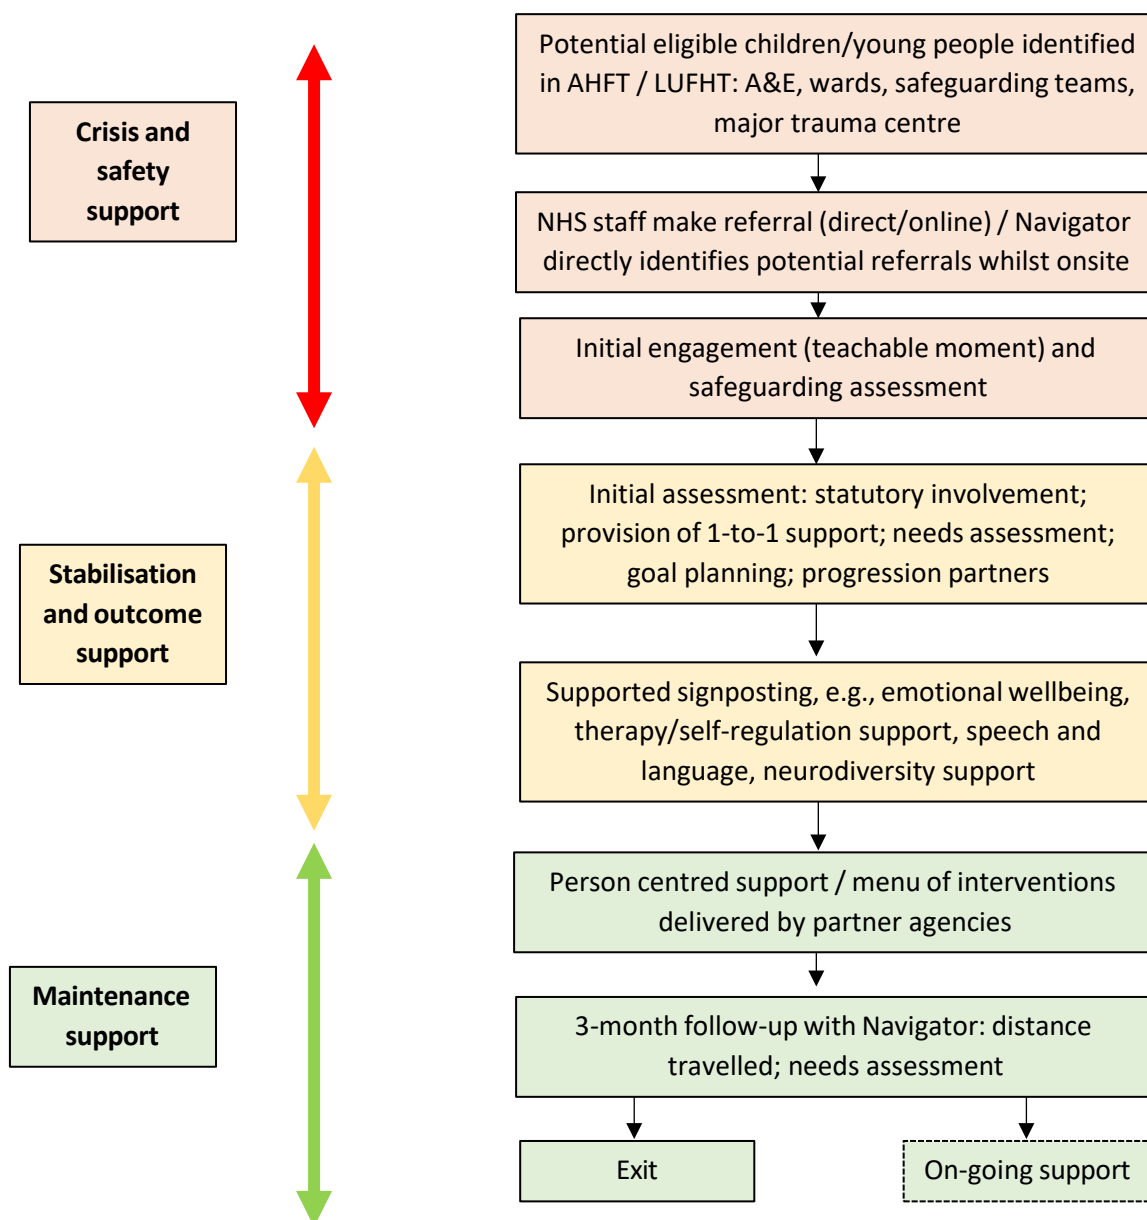 Potential eligible children/young people identified
in AHFT / LUFHT: A&E, wards, safeguarding teams,
major trauma centre
Crisis and
safety
support
NHS staff make referral (direct/online) / Navigator
directly identifies potential referrals whilst onsite
Initial engagement (teachable moment) and
safeguarding assessment
Initial assessment: statutory involvement;
provision of 1-to-1 support; needs assessment;
goal planning; progression partners
Stabilisation
and outcome
support
Supported signposting, e.g., emotional wellbeing,
therapy/self-regulation support, speech and
language, neurodiversity support
Person centred support / menu of interventions
delivered by partner agencies
Maintenance
support
3-month follow-up with Navigator: distance
travelled; needs assessment
Exit
On-going support